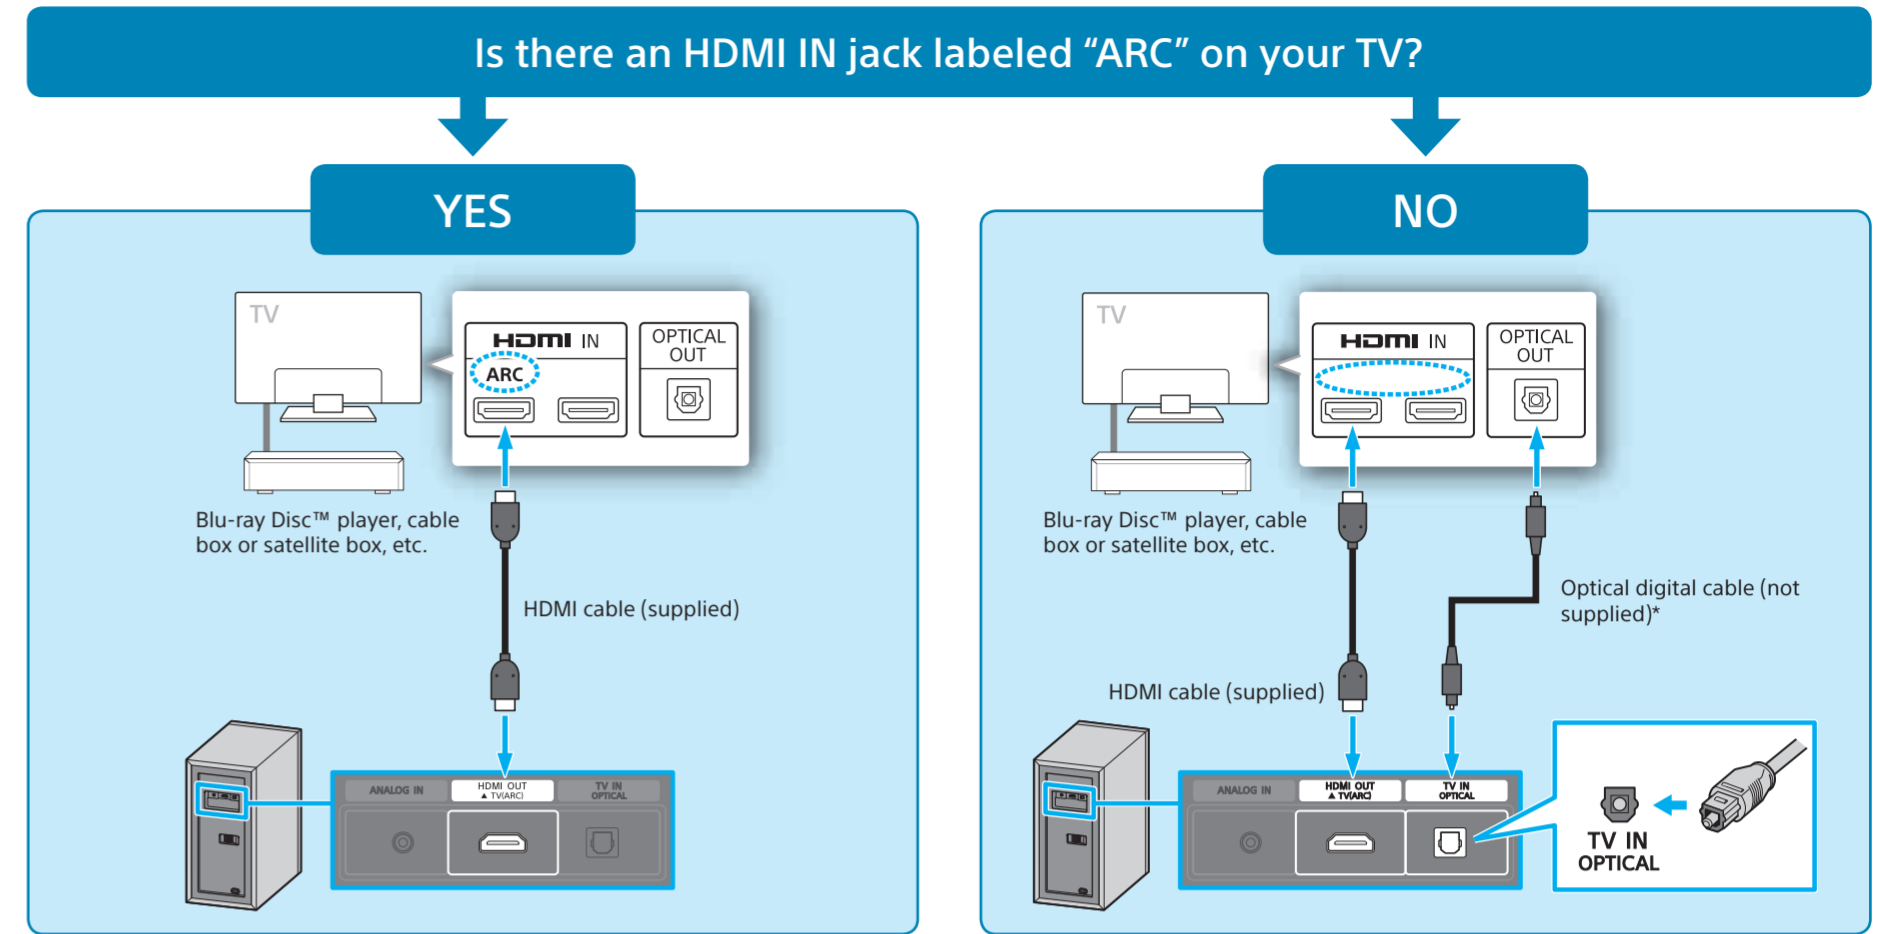 Is there an HDMI IN jack labeled “ARC” on your TV?
YES
TV
HDMI IN
ARC
OPTICAL
OUT
Blu-ray Disc™ player, cable
box or satellite box, etc.
HDMI cable (supplied)
ANALOG IN
HDMI OUT
▲ TV(ARC)
TV IN
OPTICAL
NO
TV
HDMI IN
OPTICAL
OUT
Blu-ray Disc™ player, cable
box or satellite box, etc.
Optical digital cable (not
supplied)*
HDMI cable (supplied)
ANALOG IN
HDMI OUT
▲ TV(ARC)
TV IN
OPTICAL
TV IN
OPTICAL